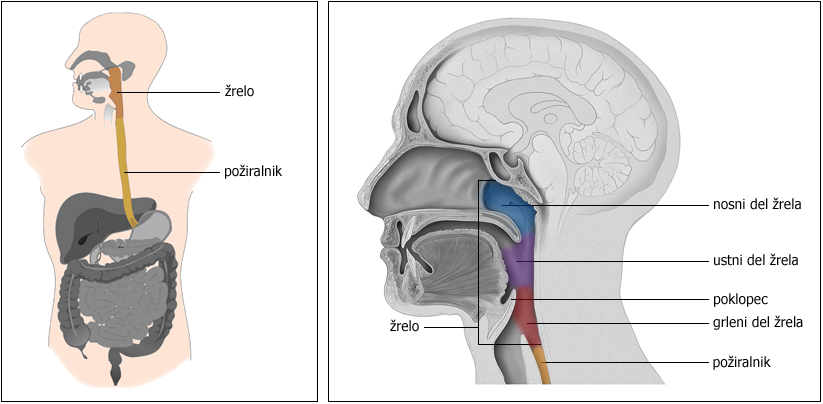 žrelo
požiralnik
nosni del žrela
ustni del žrela
poklopec
grleni del žrela
žrelo
požiralnik